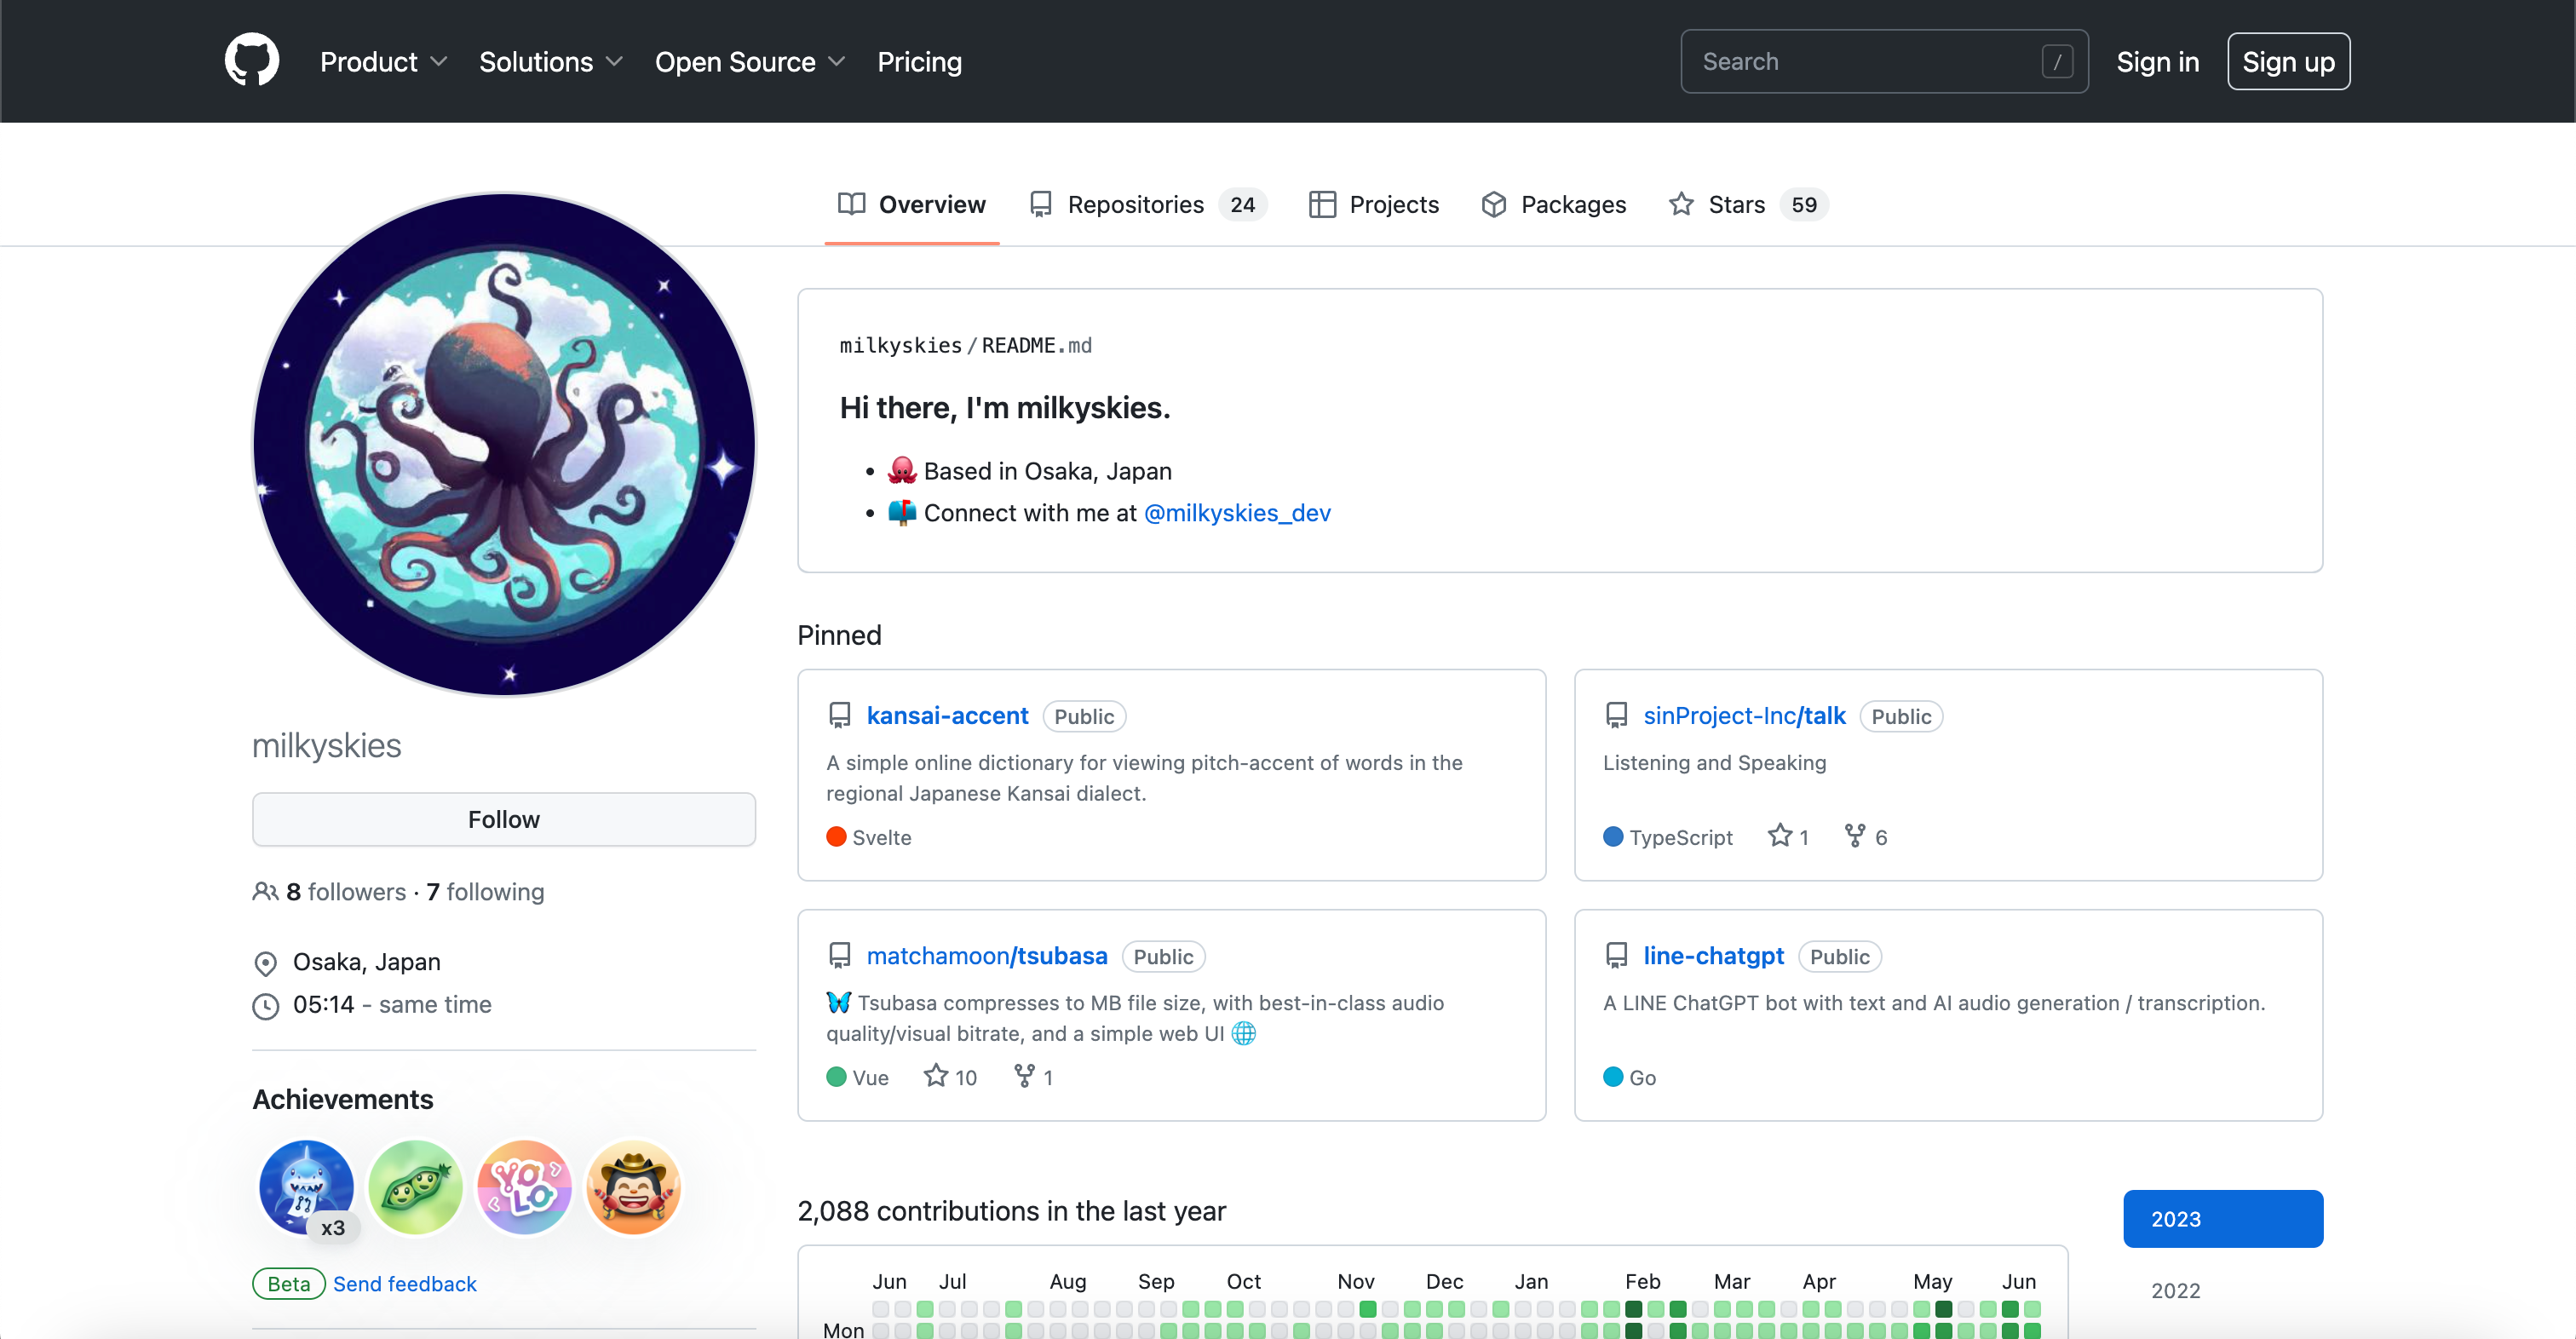 Product Solutions Open Source Pricing Search / Sign in Sign up
Overview Repositories 24 Projects Packages Stars 59
milkyskies
Follow
8 followers · 7 following
Osaka, Japan
05:14 - same time
Achievements
YOLO
x3
Beta Send feedback
milkyskies/README.md
Hi there, I'm milkyskies.
• Based in Osaka, Japan
• Connect with me at @milkyskies_dev
Pinned
kansai-accent Public
A simple online dictionary for viewing pitch-accent of words in the
regional Japanese Kansai dialect.
Svelte
sinProject-Inc/talk Public
Listening and Speaking
TypeScript 1 6
matchamoon/tsubasa Public
🦋 Tsubasa compresses to MB file size, with best-in-class audio
quality/visual bitrate, and a simple web UI 🌐
Vue 10 1
line-chatgpt Public
A LINE ChatGPT bot with text and AI audio generation / transcription.
Go
2,088 contributions in the last year
Jun Jul Aug Sep Oct Nov Dec Jan Feb Mar Apr May Jun
Mon
2023
2022